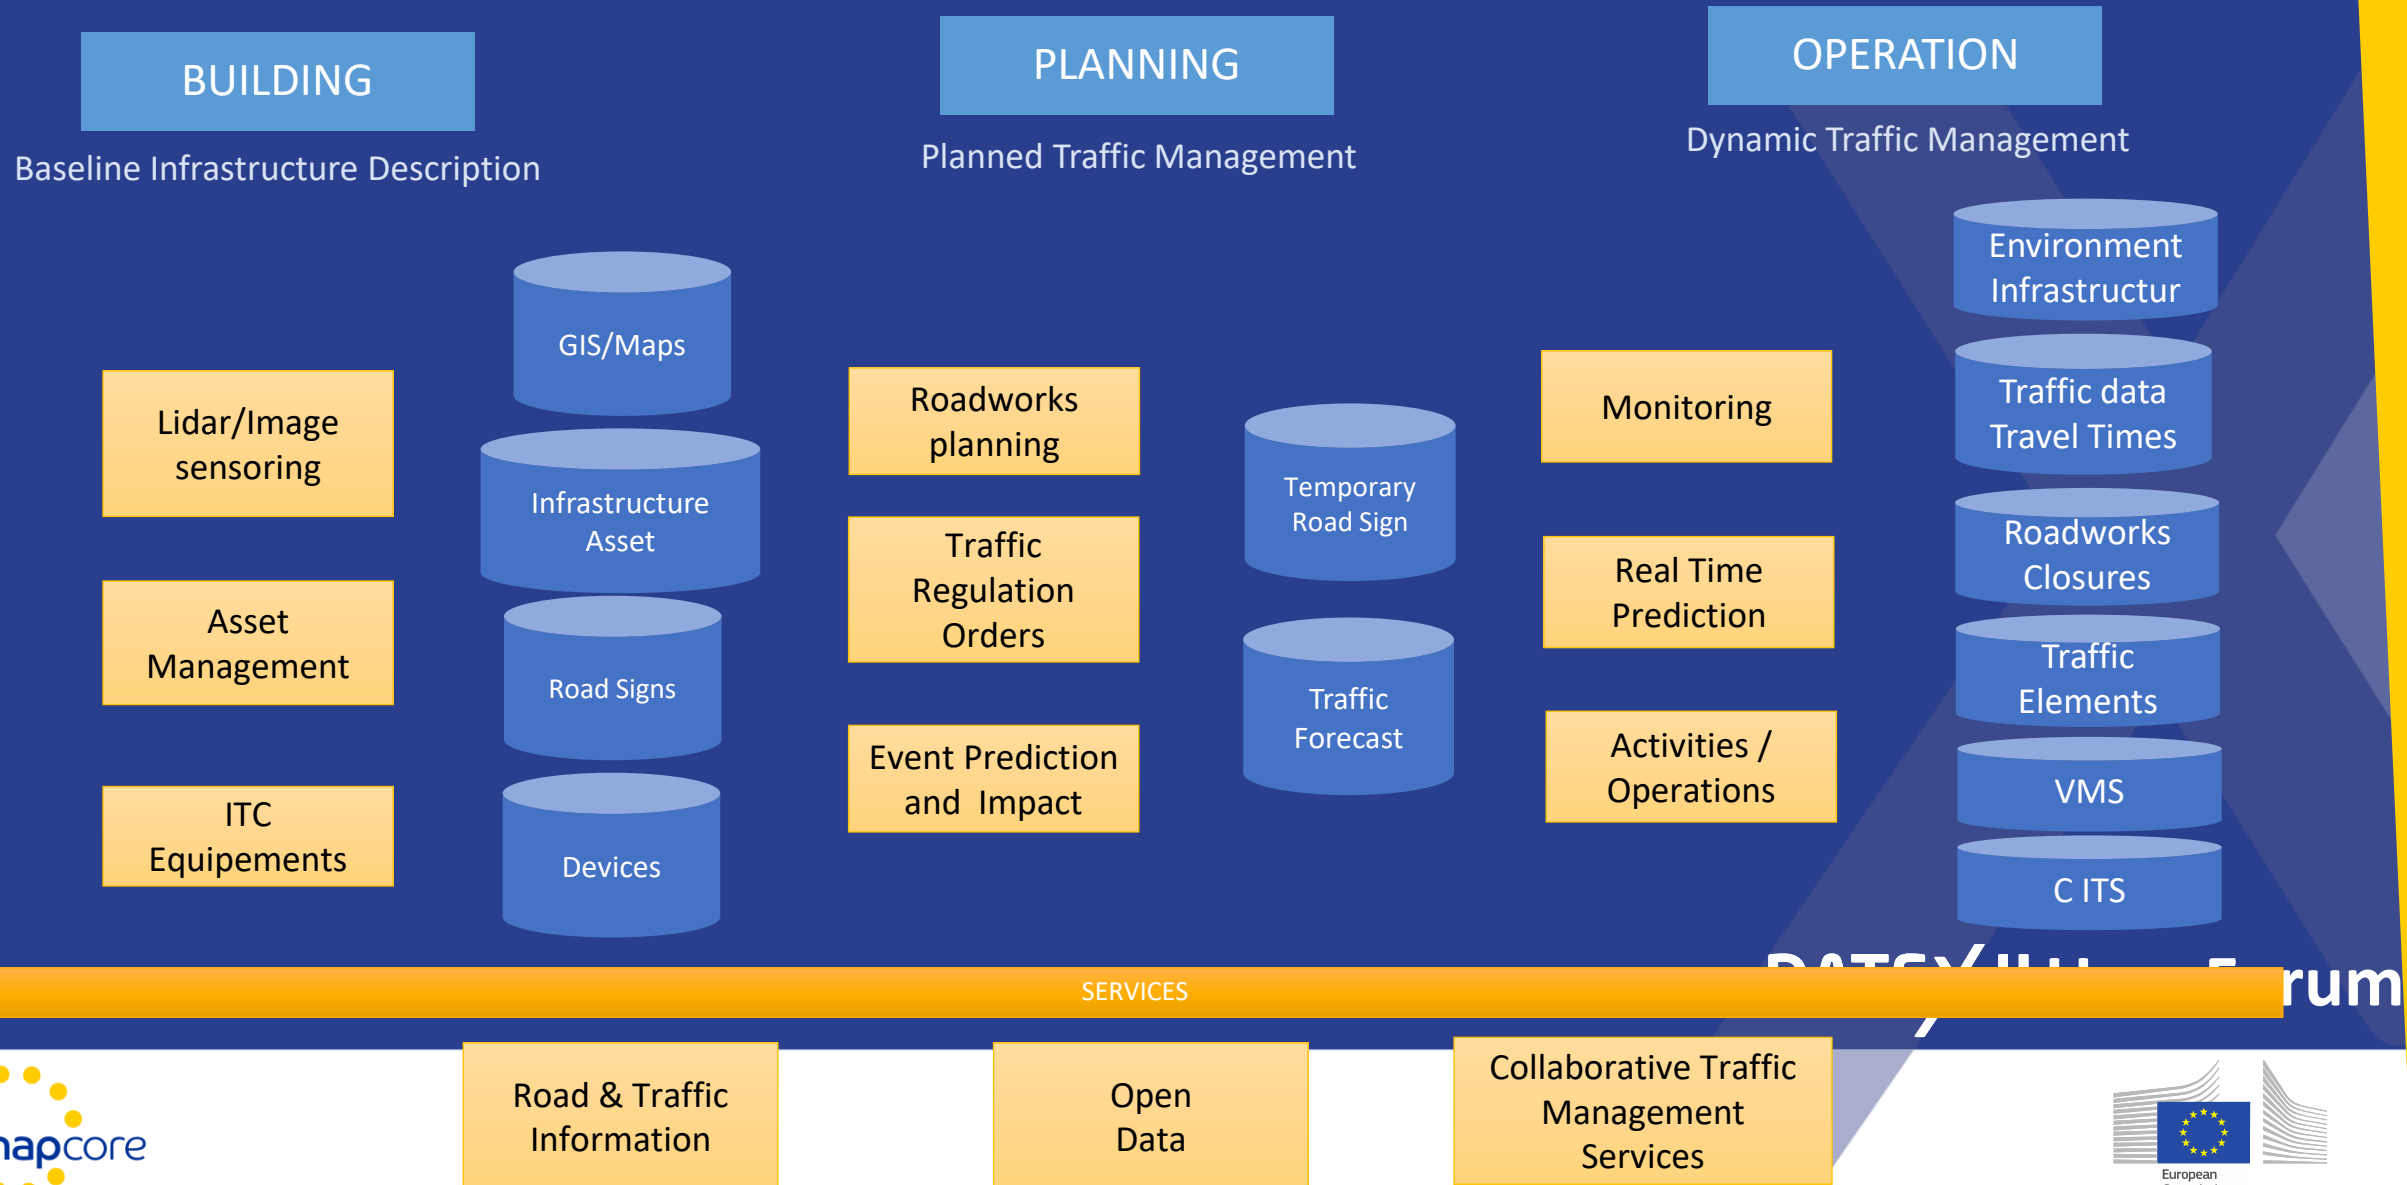 BUILDING
Baseline Infrastructure Description
PLANNING
Planned Traffic Management
OPERATION
Dynamic Traffic Management
Lidar/Image
sensoring
Asset
Management
ITC
Equipements
GIS/Maps
Infrastructure
Asset
Road Signs
Devices
Roadworks
planning
Traffic
Regulation
Orders
Event Prediction
and Impact
Temporary
Road Sign
Traffic
Forecast
Monitoring
Real Time
Prediction
Activities /
Operations
Environment
Infrastructur
Traffic data
Travel Times
Roadworks
Closures
Traffic
Elements
VMS
C ITS
rum
SERVICES
Road & Traffic
Information
Open
Data
Collaborative Traffic
Management
Services
napcore
European